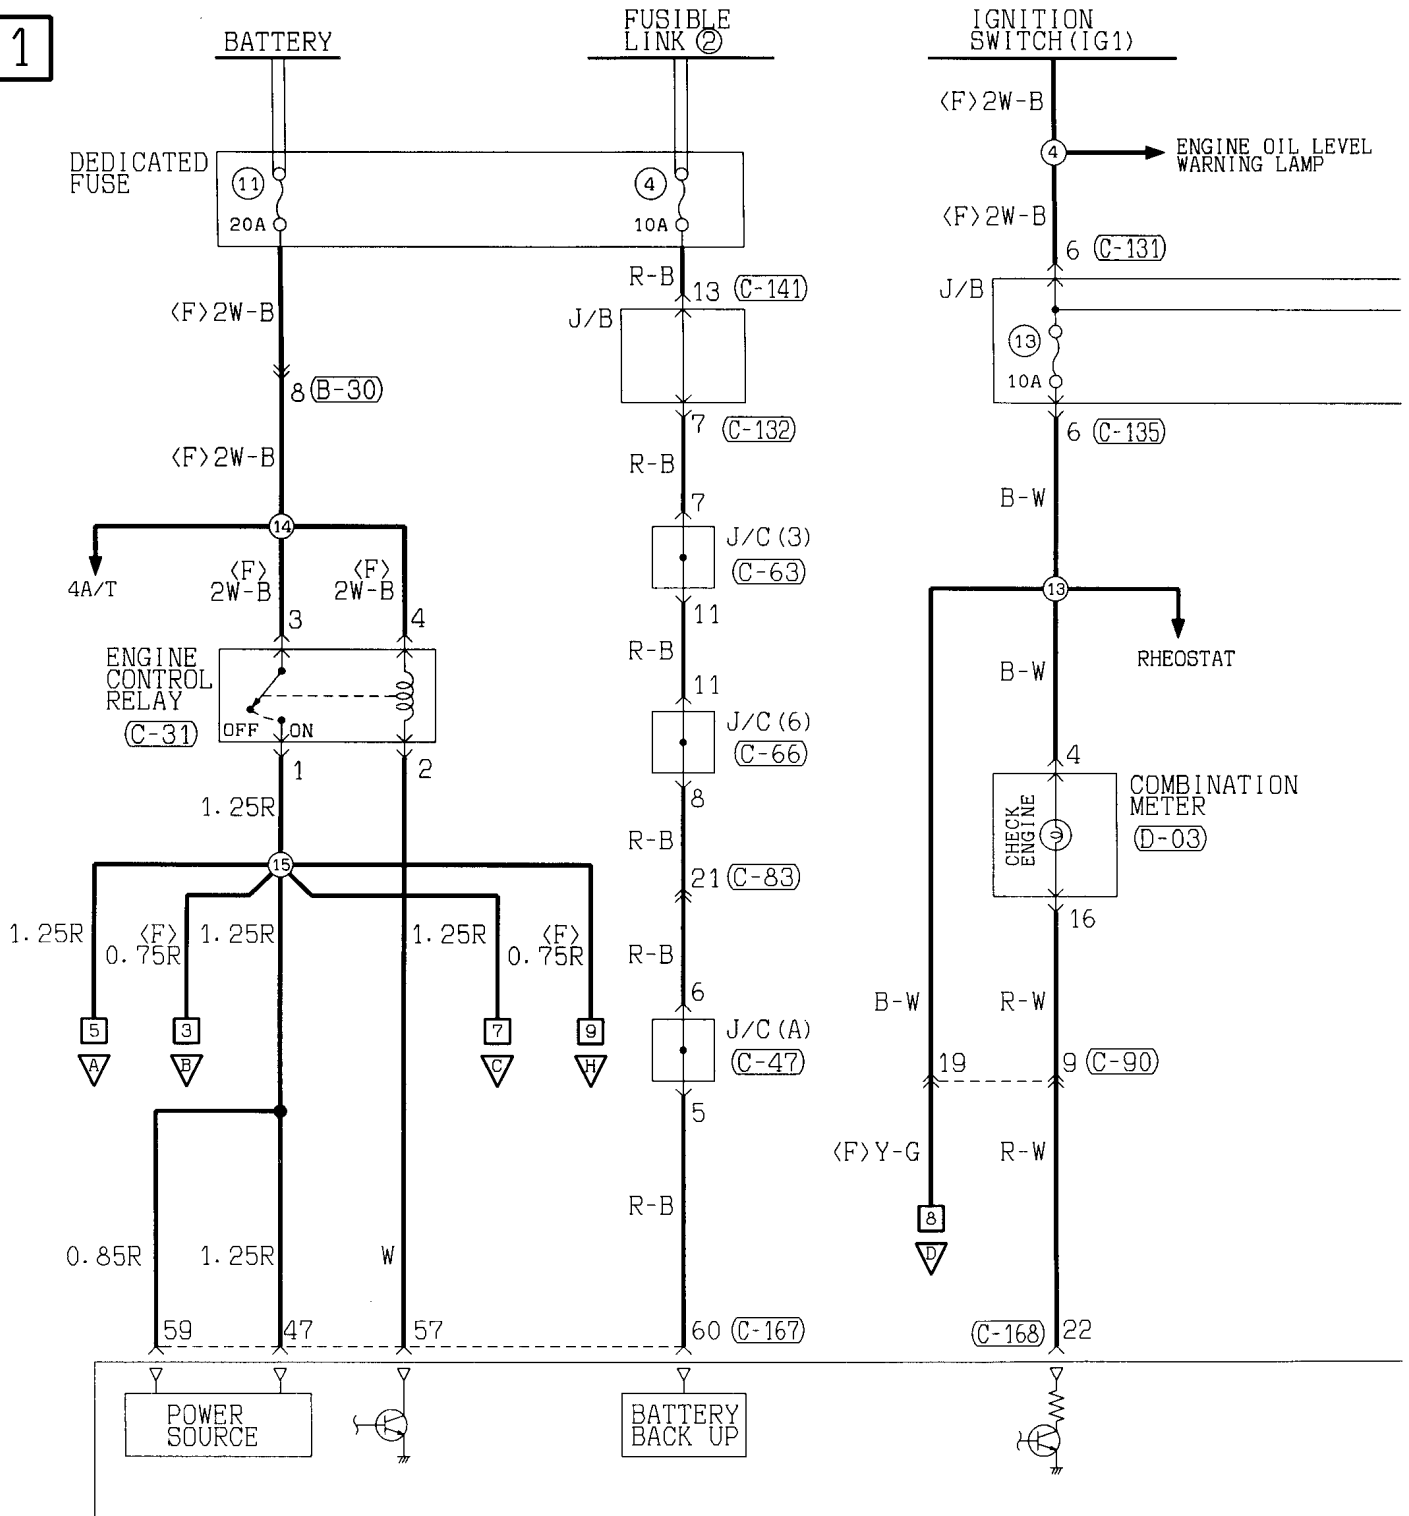 1
BATTERY
FUSIBLE
LINK ②
IGNITION
SWITCH(IG1)
〈F〉2W-B
4
ENGINE OIL LEVEL
WARNING LAMP
DEDICATED
FUSE
11
20A
4
10A
〈F〉2W-B
6 C-131
R-B
13 C-141
J/B
J/B
〈F〉2W-B
13
10A
8 B-30
7 C-132
6 C-135
〈F〉2W-B
R-B
B-W
7
14
J/C(3)
C-63
4A/T
〈F〉
2W-B
〈F〉
2W-B
13
3
4
11
R-B
RHEOSTAT
B-W
ENGINE
CONTROL
RELAY
C-31
OFF
ON
11
J/C(6)
C-66
1
2
4
8
1.25R
R-B
CHECK
ENGINE
COMBINATION
METER
D-03
15
21 C-83
16
1.25R
〈F〉
0.75R
1.25R
1.25R
〈F〉
0.75R
R-B
6
B-W
R-W
5
3
7
9
J/C(A)
C-47
A
B
C
H
19
9 C-90
5
〈F〉Y-G
R-W
R-B
8
D
0.85R
1.25R
W
59
47
57
60 C-167
C-168 22
POWER
SOURCE
BATTERY
BACK UP